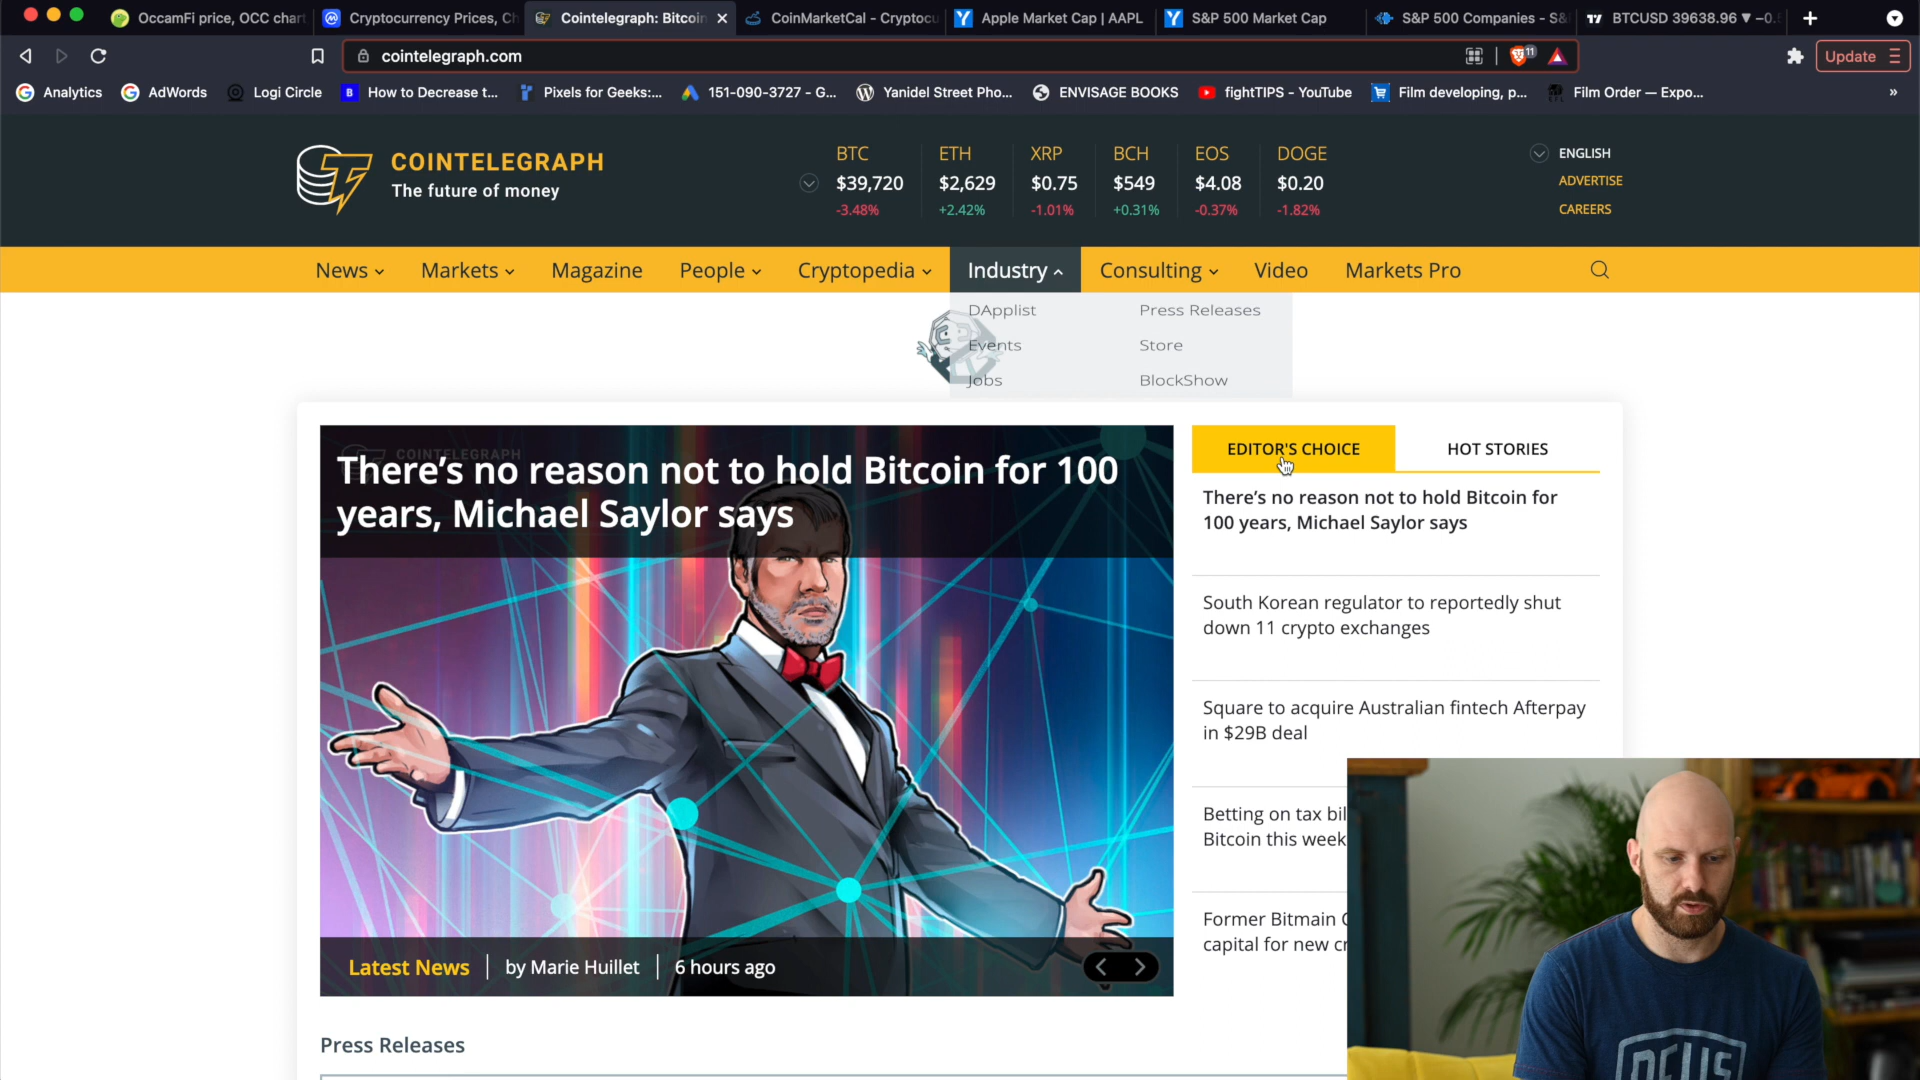 OccamFi price, OCC chart
Cryptocurrency Prices, Ch
Cointelegraph: Bitcoin
CoinMarketCal - Cryptocu
Apple Market Cap | AAPL
S&P 500 Market Cap
S&P 500 Companies - S&
BTCUSD 39638.96 ▼ −0.
cointelegraph.com
11
Update
Analytics
AdWords
Logi Circle
How to Decrease t...
Pixels for Geeks:...
151-090-3727 - G...
Yanidel Street Pho...
ENVISAGE BOOKS
fightTIPS - YouTube
Film developing, p...
Film Order — Expo...
»
COINTELEGRAPH
The future of money
BTC ETH XRP BCH EOS DOGE
$39,720 $2,629 $0.75 $549 $4.08 $0.20
-3.48% +2.42% -1.01% +0.31% -0.37% -1.82%
ENGLISH
ADVERTISE
CAREERS
News Markets Magazine People Cryptopedia Industry Consulting Video Markets Pro
DApplist Press Releases
Events Store
Jobs BlockShow
COINTELEGRAPH
There's no reason not to hold Bitcoin for 100
years, Michael Saylor says
Latest News | by Marie Huillet | 6 hours ago
EDITOR'S CHOICE HOT STORIES
There's no reason not to hold Bitcoin for
100 years, Michael Saylor says
South Korean regulator to reportedly shut
down 11 crypto exchanges
Square to acquire Australian fintech Afterpay
in $29B deal
Betting on tax bil
Bitcoin this week
Former Bitmain
capital for new cr
DEUS
Press Releases